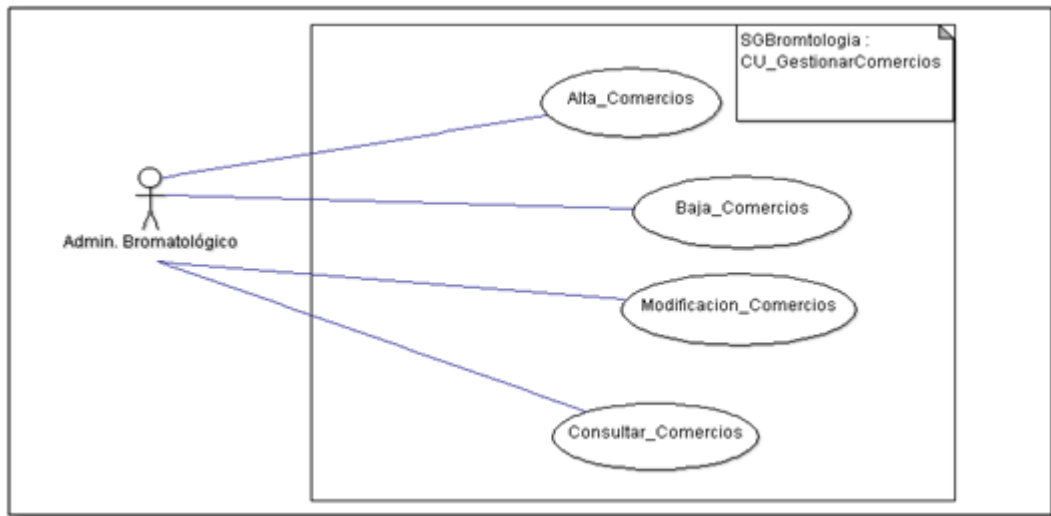 SGBromtologia :
CU_GestionarComercios
Alta_Comercios
Baja_Comercios
Admin. Bromatológico
Modificacion_Comercios
Consultar_Comercios